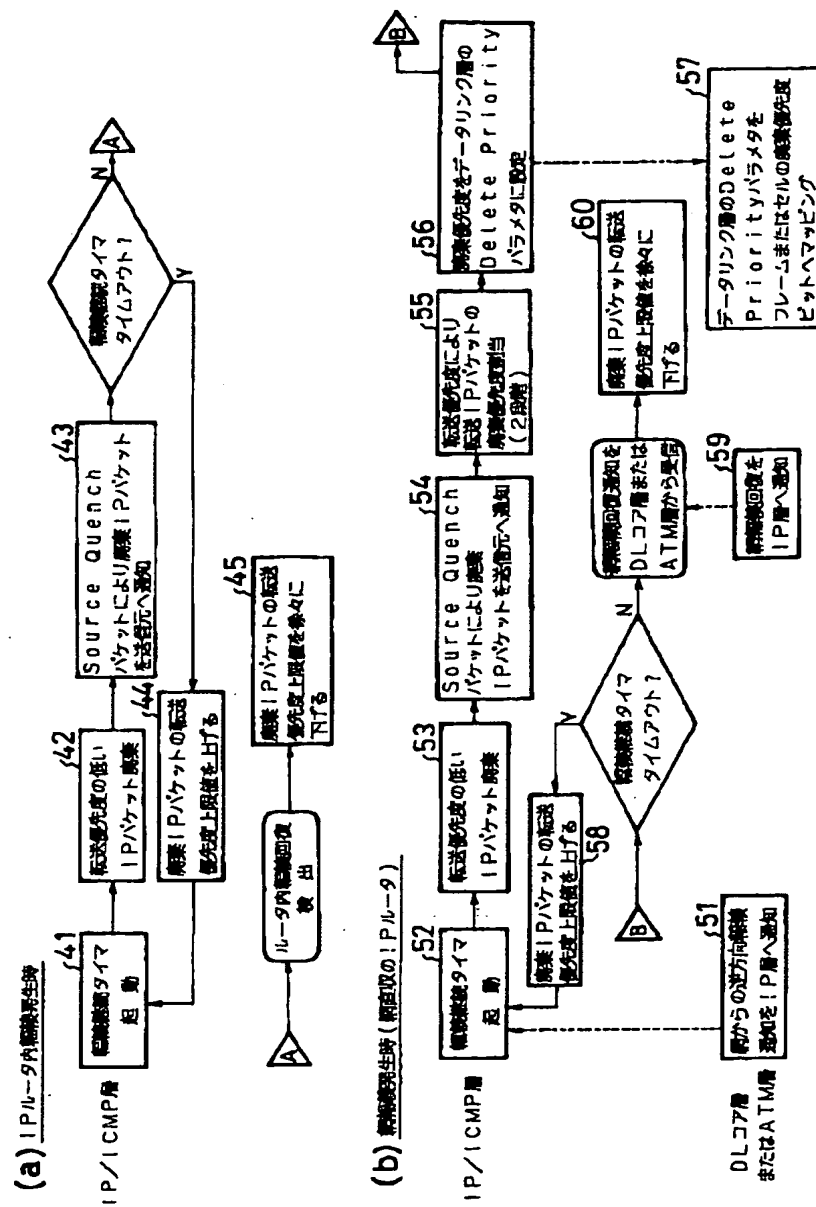 (a) IPルータ内輻輳発生時
IP/ICMP層
41
輻輳継続タイマ
起動
42
転送優先度の低い
IPパケット廃棄
43
Source Quench
パケットにより廃棄IPパケット
を送信元へ通知
輻輳継続タイマ
タイムアウト?
N
A
Y
44
廃棄IPパケットの転送
優先度上限値を上げる
A
ルータ内輻輳回復
検出
45
廃棄IPパケットの転送
優先度上限値を徐々に
下げる
(b) 網輻輳発生時(網直収のIPルータ)
IP/ICMP層
52
輻輳継続タイマ
起動
53
転送優先度の低い
IPパケット廃棄
54
Source Quench
パケットにより廃棄
IPパケットを送信元へ通知
55
転送優先度により
転送IPパケットの
廃棄優先度割当
(2段階)
56
廃棄優先度をデータリンク層の
Delete Priority
パラメタに設定
B
58
廃棄IPパケットの転送
優先度上限値を上げる
B
輻輳継続タイマ
タイムアウト?
Y
N
網輻輳回復通知を
DLコア層または
ATM層から受信
60
廃棄IPパケットの転送
優先度上限値を徐々に
下げる
DLコア層
またはATM層
51
網からの逆方向輻輳
通知をIP層へ通知
59
網輻輳回復を
IP層へ通知
57
データリンク層のDelete
Priorityパラメタを
フレームまたはセルの廃棄優先度
ビットへマッピング